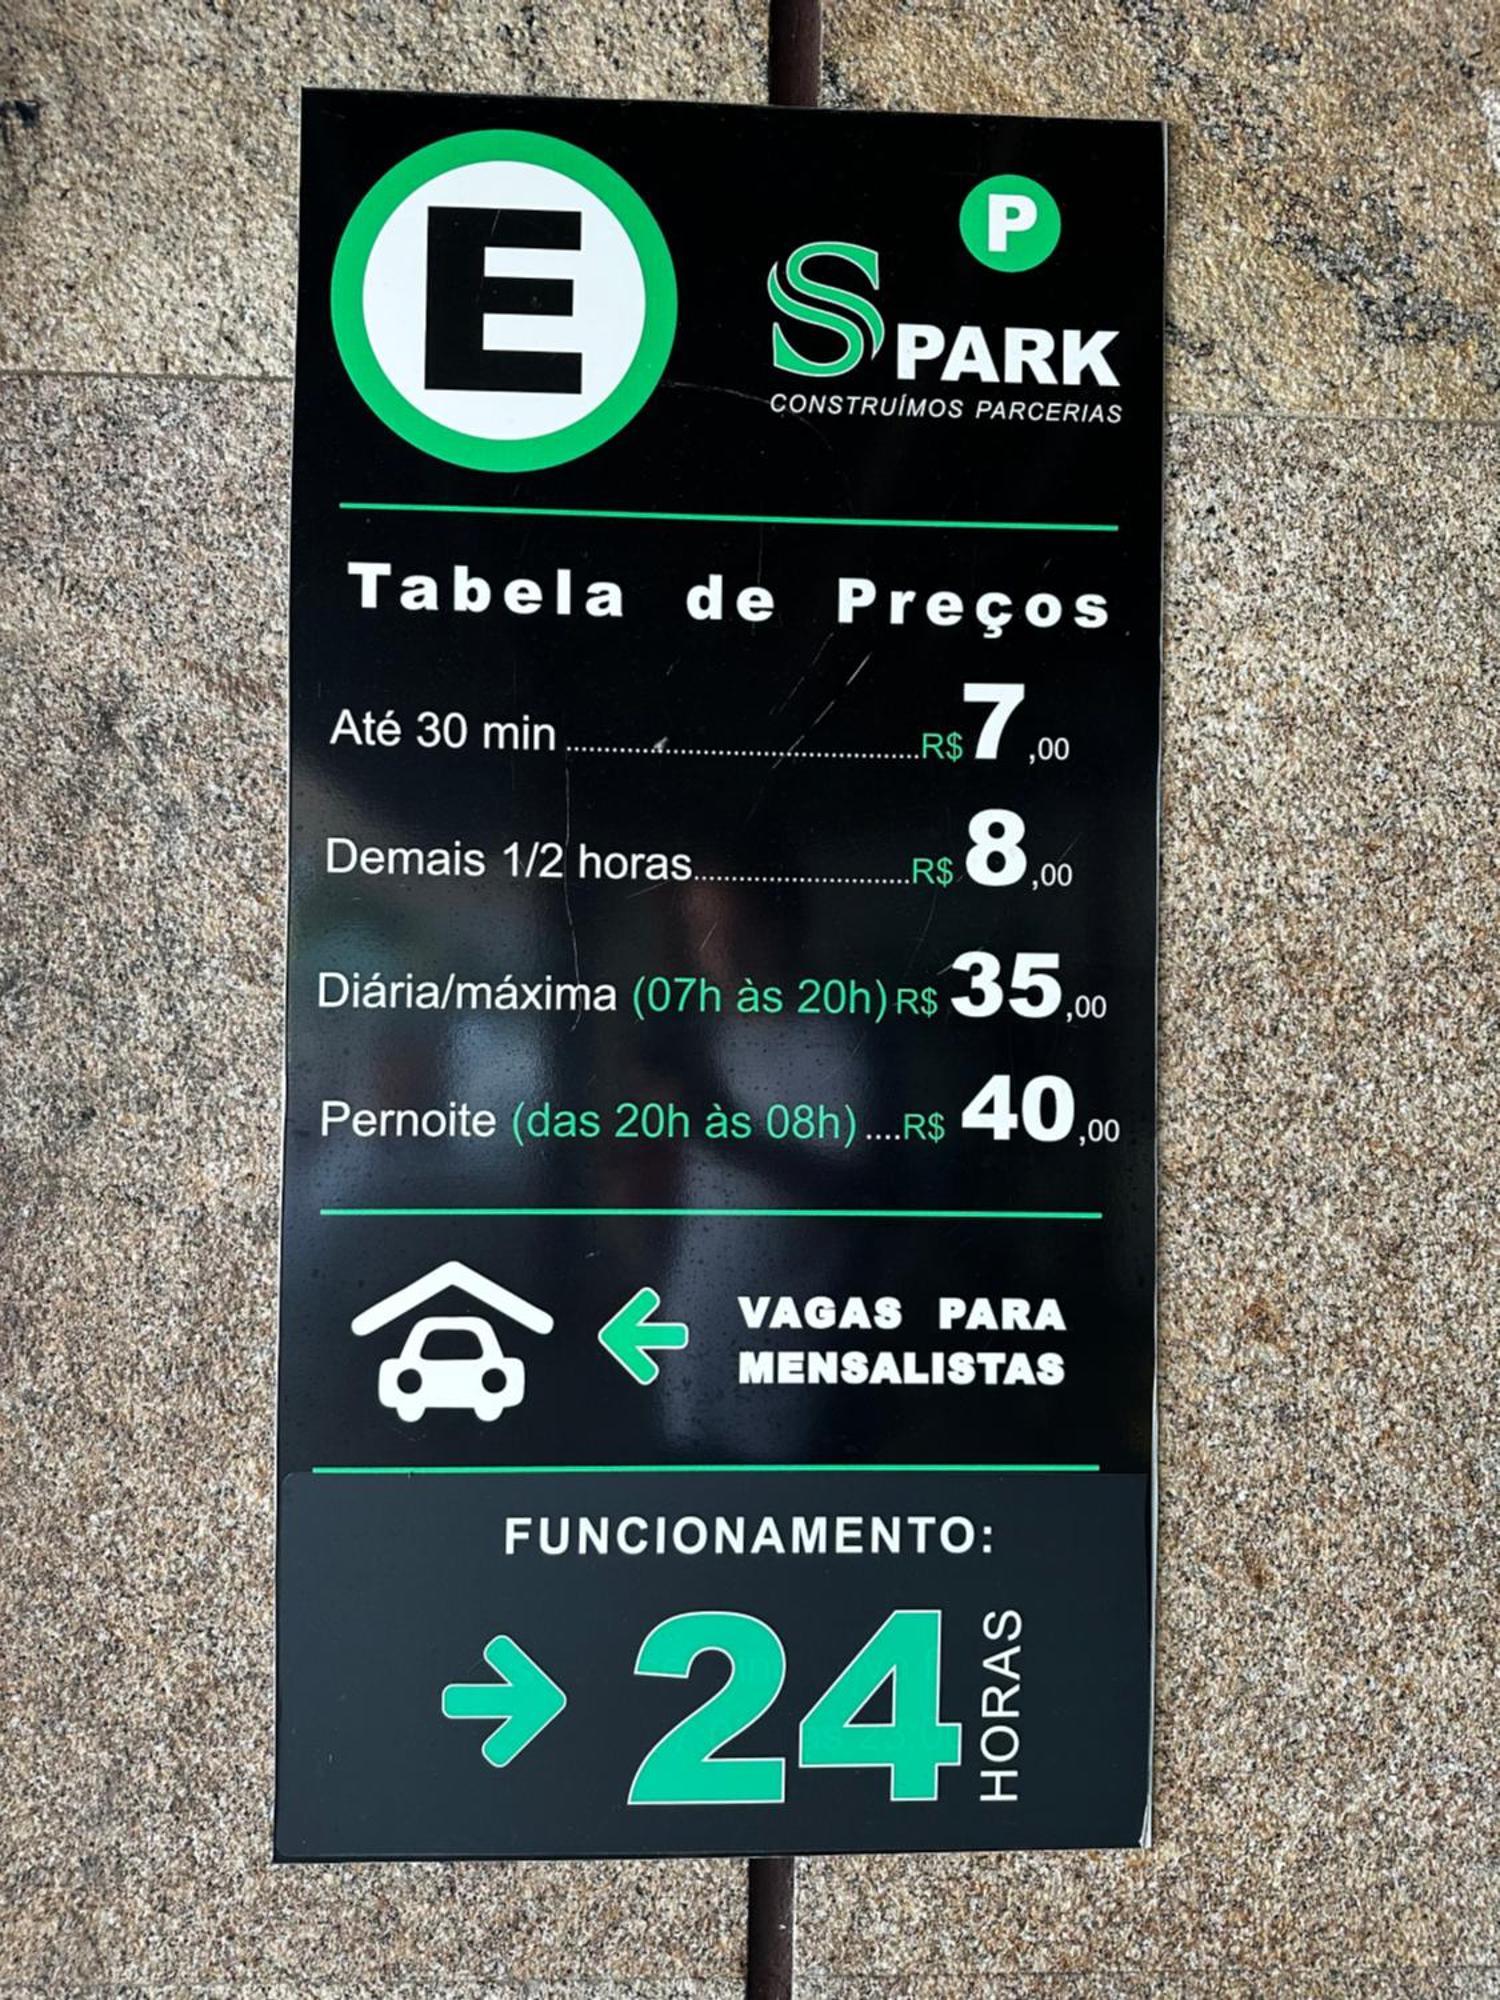 E
P
SPARK
CONSTRUÍMOS PARCERIAS
Tabela de Preços
Até 30 min ........................................R$ 7,00
Demais 1/2 horas..........................R$ 8,00
Diária/máxima (07h às 20h) R$ 35,00
Pernoite (das 20h às 08h) ....R$ 40,00
VAGAS PARA
MENSALISTAS
FUNCIONAMENTO:
24 HORAS